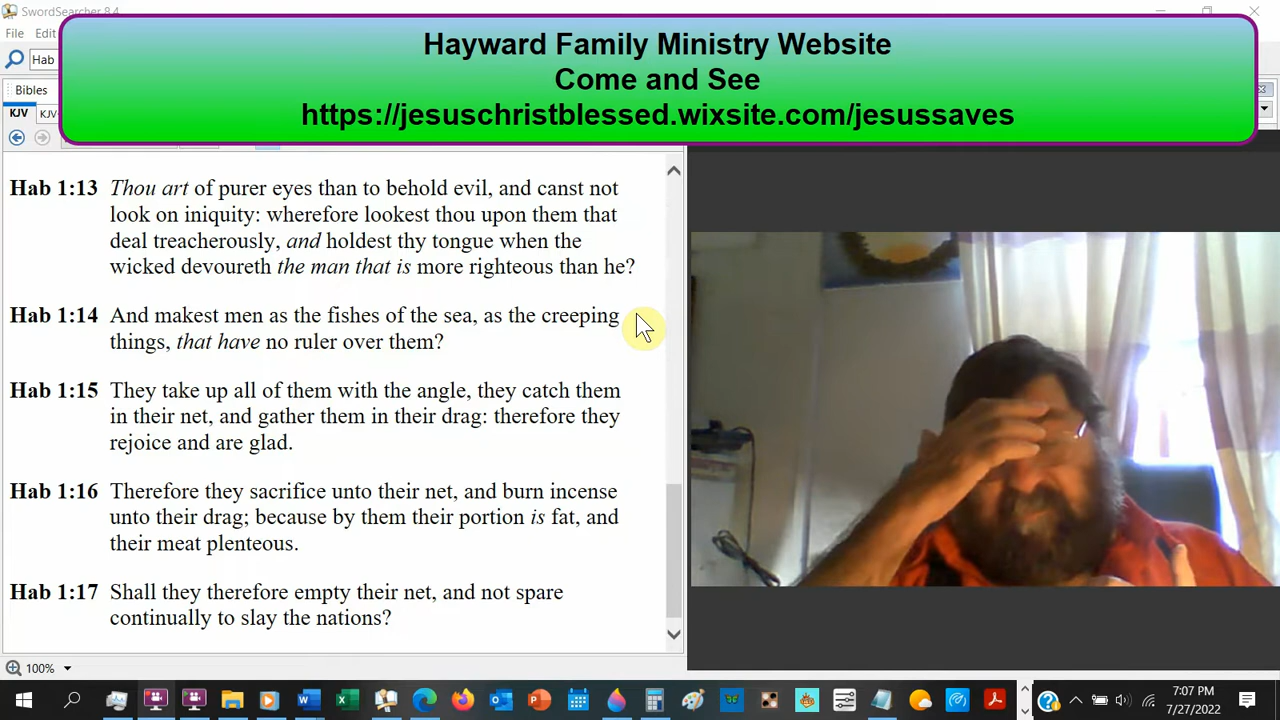 SwordSearcher 8.4
Hayward Family Ministry Website
Come and See
https://jesuschristblessed.wixsite.com/jesussaves
File Edit
Hab
Bibles
KJV KJV
Hab 1:13 Thou art of purer eyes than to behold evil, and canst not
look on iniquity: wherefore lookest thou upon them that
deal treacherously, and holdest thy tongue when the
wicked devoureth the man that is more righteous than he?
Hab 1:14 And makest men as the fishes of the sea, as the creeping
things, that have no ruler over them?
Hab 1:15 They take up all of them with the angle, they catch them
in their net, and gather them in their drag: therefore they
rejoice and are glad.
Hab 1:16 Therefore they sacrifice unto their net, and burn incense
unto their drag; because by them their portion is fat, and
their meat plenteous.
Hab 1:17 Shall they therefore empty their net, and not spare
continually to slay the nations?
100%
7:07 PM
7/27/2022